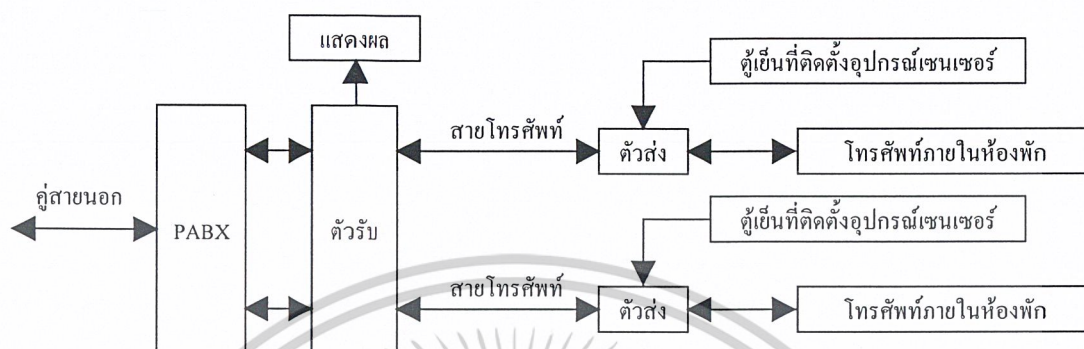 แสดงผล
ตู้เย็นที่ติดตั้งอุปกรณ์เซนเซอร์
สายโทรศัพท์
ตัวส่ง
โทรศัพท์ภายในห้องพัก
คู่สายนอก
PABX
ตัวรับ
ตู้เย็นที่ติดตั้งอุปกรณ์เซนเซอร์
สายโทรศัพท์
ตัวส่ง
โทรศัพท์ภายในห้องพัก